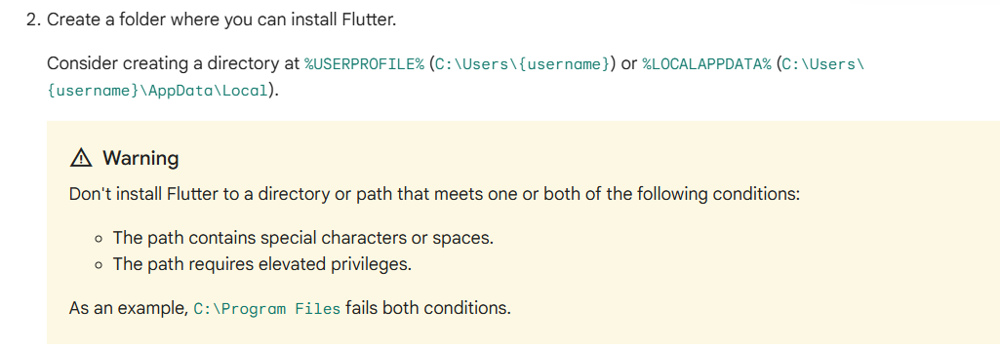 2. Create a folder where you can install Flutter.
Consider creating a directory at %USERPROFILE% (C:\Users\{username}) or %LOCALAPPDATA% (C:\Users\
{username}\AppData\Local).
Warning
Don't install Flutter to a directory or path that meets one or both of the following conditions:
The path contains special characters or spaces.
The path requires elevated privileges.
As an example, C:\Program Files fails both conditions.